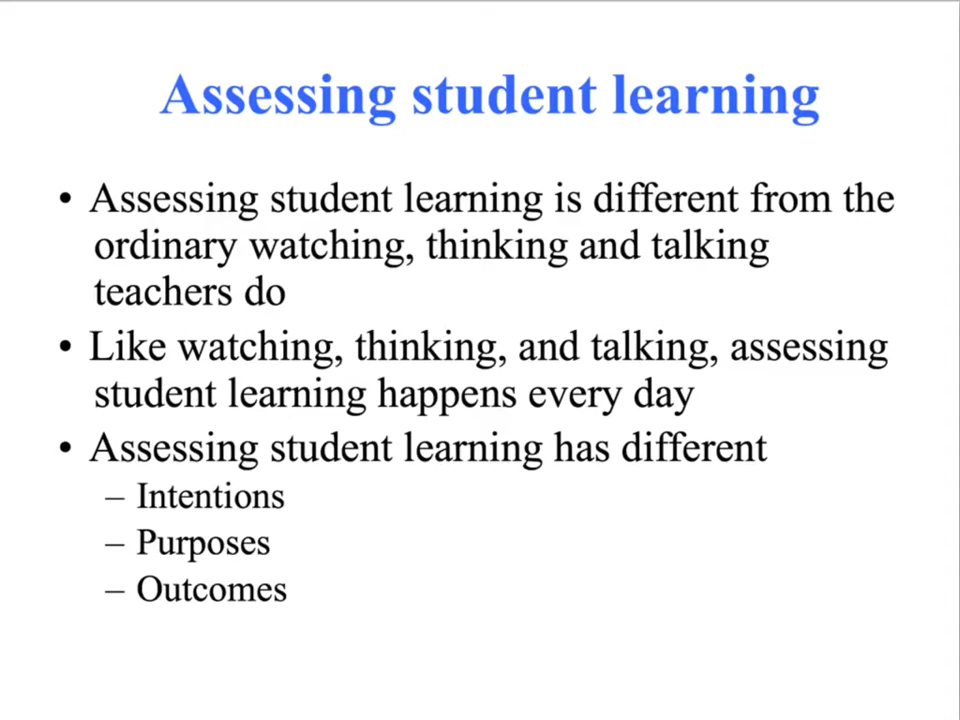 Assessing student learning
• Assessing student learning is different from the
ordinary watching, thinking and talking
teachers do
• Like watching, thinking, and talking, assessing
student learning happens every day
• Assessing student learning has different
– Intentions
– Purposes
– Outcomes